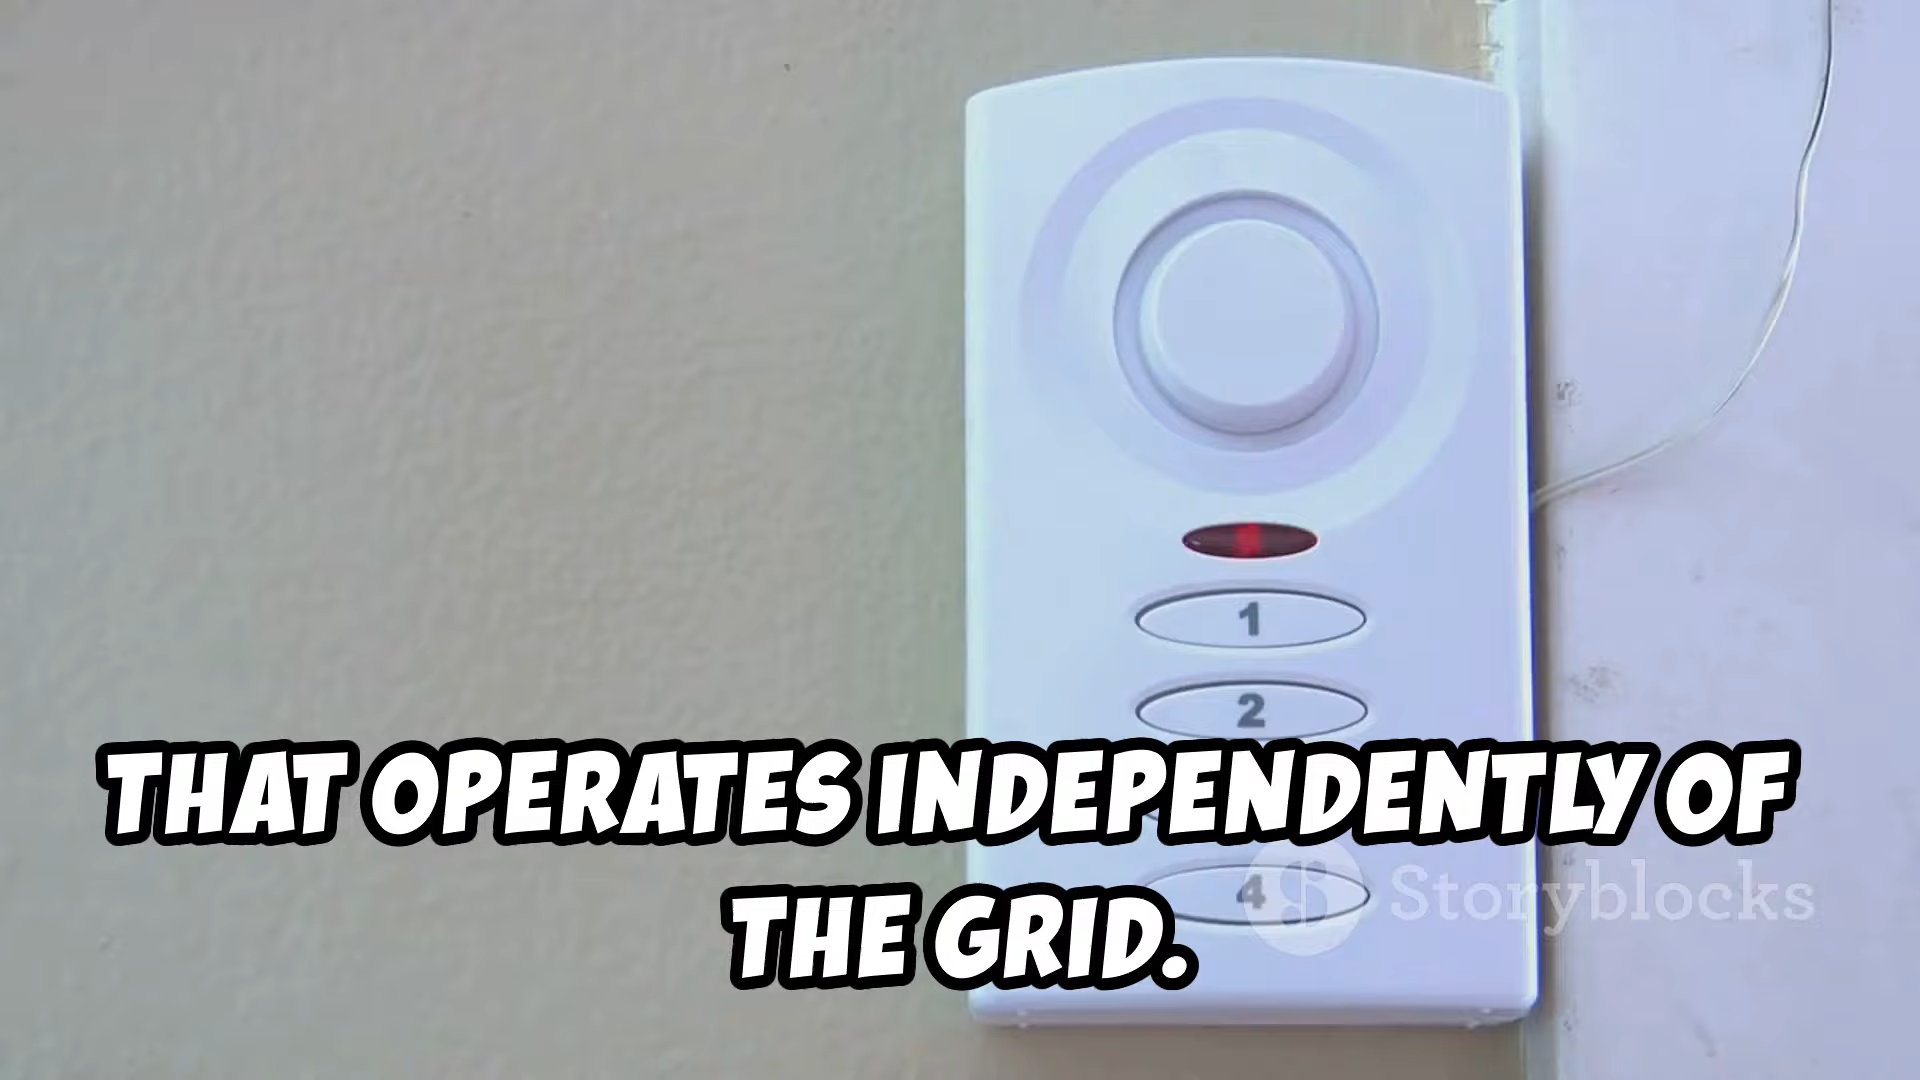 1
2
THAT OPERATES INDEPENDENTLY OF
4
Storyblocks
THE GRID.